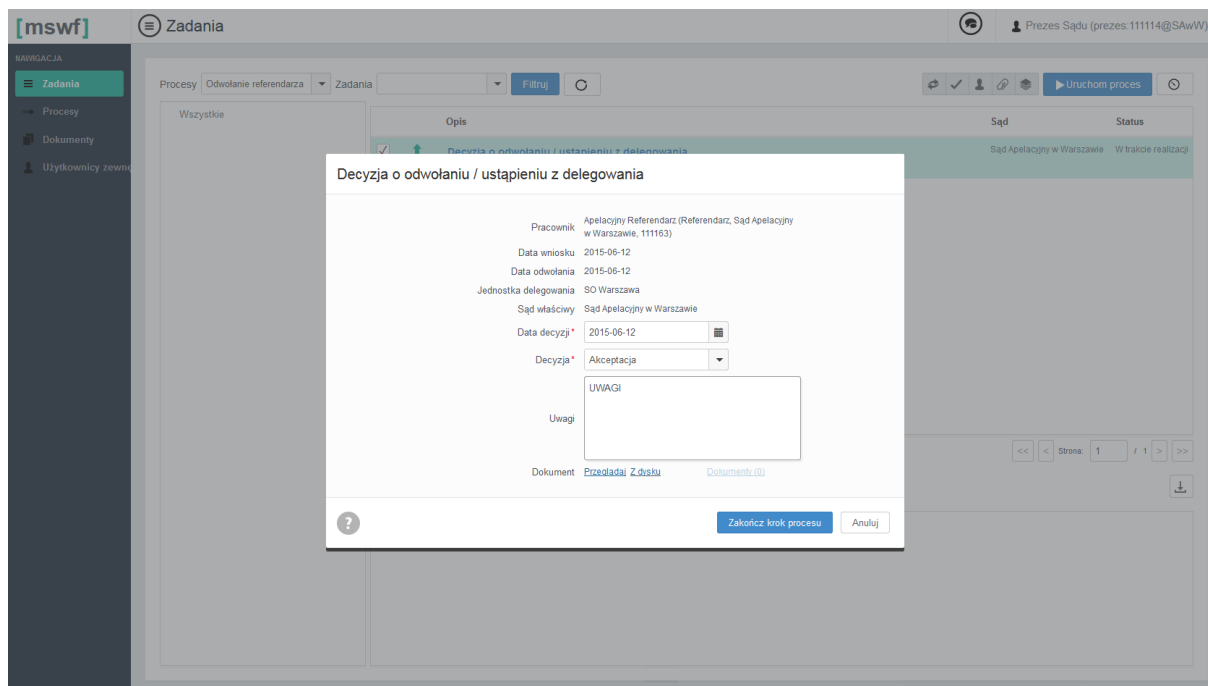 [mswf]
Zadania
Prezes Sądu (prezes:111114@SAwW)
NAWIGACJA
Zadania
Procesy
Dokumenty
Użytkownicy zewnę
Procesy Odwołanie referendarza Zadania Filtruj Uruchom proces
Wszystkie
Opis Sąd Status
Decyzja o odwołaniu / ustąpieniu z delegowania Sąd Apelacyjny w Warszawie W trakcie realizacji
Decyzja o odwołaniu / ustąpieniu z delegowania
Pracownik Apelacyjny Referendarz (Referendarz, Sąd Apelacyjny
w Warszawie, 111163)
Data wniosku 2015-06-12
Data odwołania 2015-06-12
Jednostka delegowania SO Warszawa
Sąd właściwy Sąd Apelacyjny w Warszawie
Data decyzji* 2015-06-12
Decyzja* Akceptacja
Uwagi UWAGI
Dokument Przeglądaj Z dysku Dokumenty (0)
<< < Strona: 1 / 1 > >>
? Zakończ krok procesu Anuluj